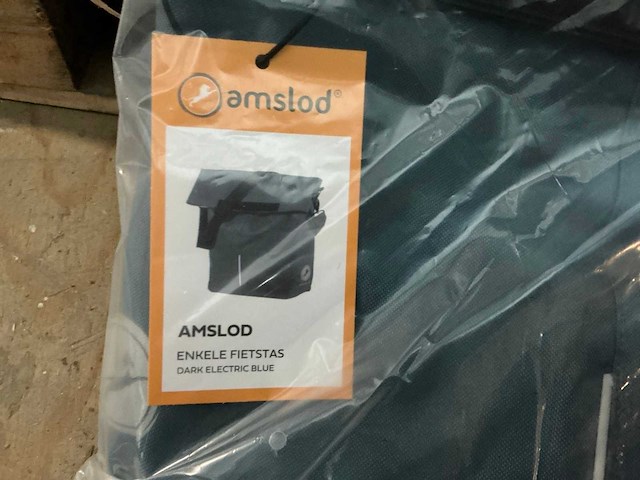 amslod®
AMSLOD
ENKELE FIETSTAS
DARK ELECTRIC BLUE